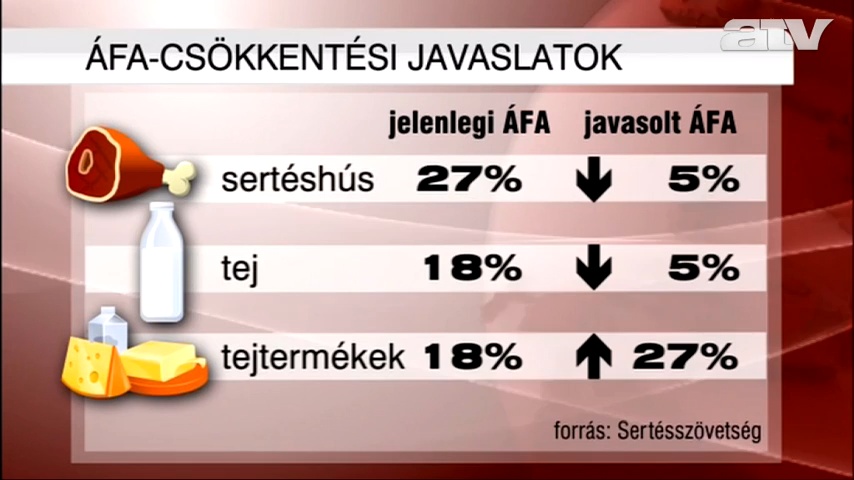 atv
ÁFA-CSÖKKENTÉSI JAVASLATOK
jelenlegi ÁFA javasolt ÁFA
sertéshús 27% 5%
tej 18% 5%
tejtermékek 18% 27%
forrás: Sertésszövetség